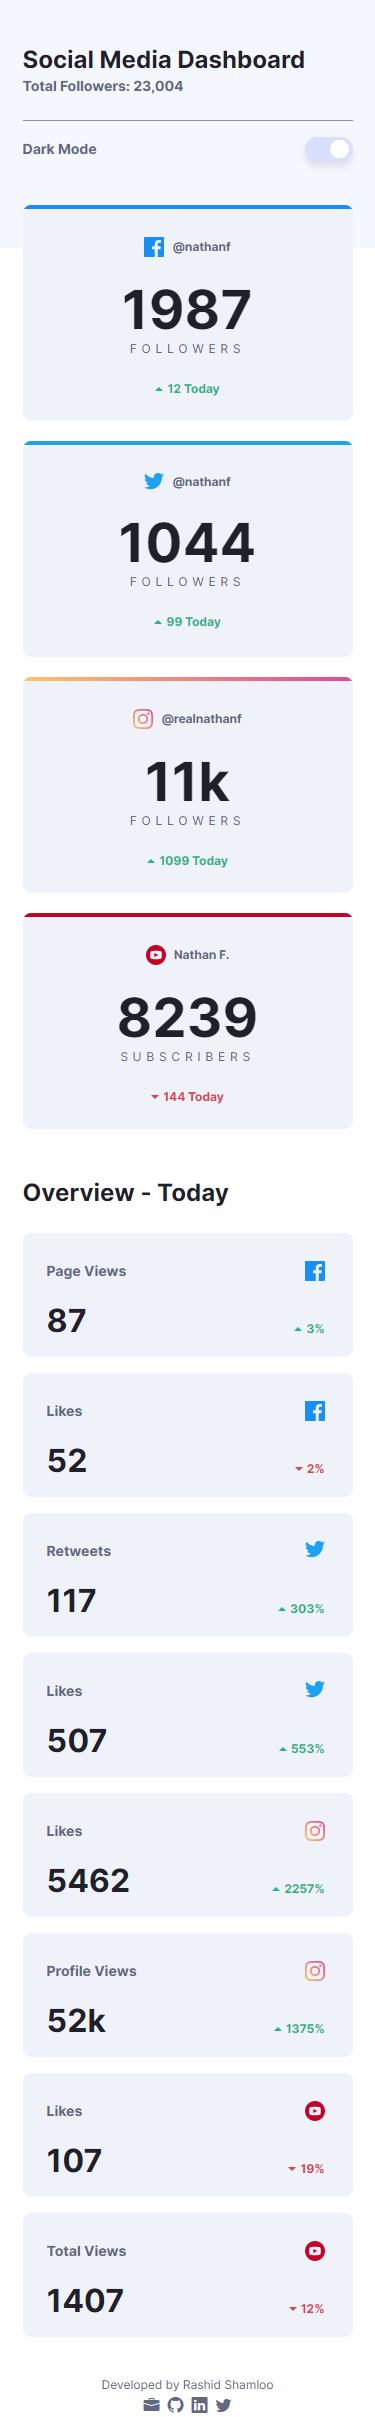 Social Media Dashboard
Total Followers: 23,004
Dark Mode
@nathanf
1987
FOLLOWERS
12 Today
@nathanf
1044
FOLLOWERS
99 Today
@realnathanf
11k
FOLLOWERS
1099 Today
Nathan F.
8239
SUBSCRIBERS
144 Today
Overview - Today
Page Views
87
3%
Likes
52
2%
Retweets
117
303%
Likes
507
553%
Likes
5462
2257%
Profile Views
52k
1375%
Likes
107
19%
Total Views
1407
12%
Developed by Rashid Shamloo